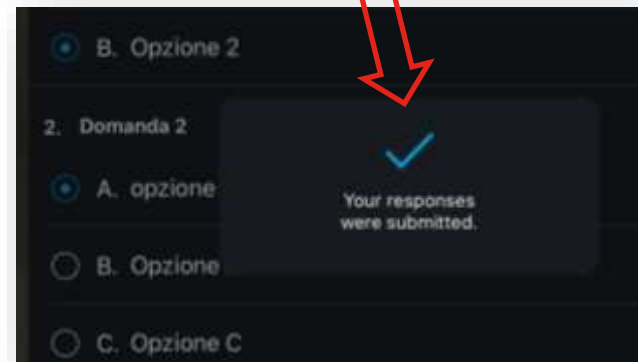 B. Opzione 2
2. Domanda 2
A. opzione
Your responses
were submitted.
B. Opzione
C. Opzione C